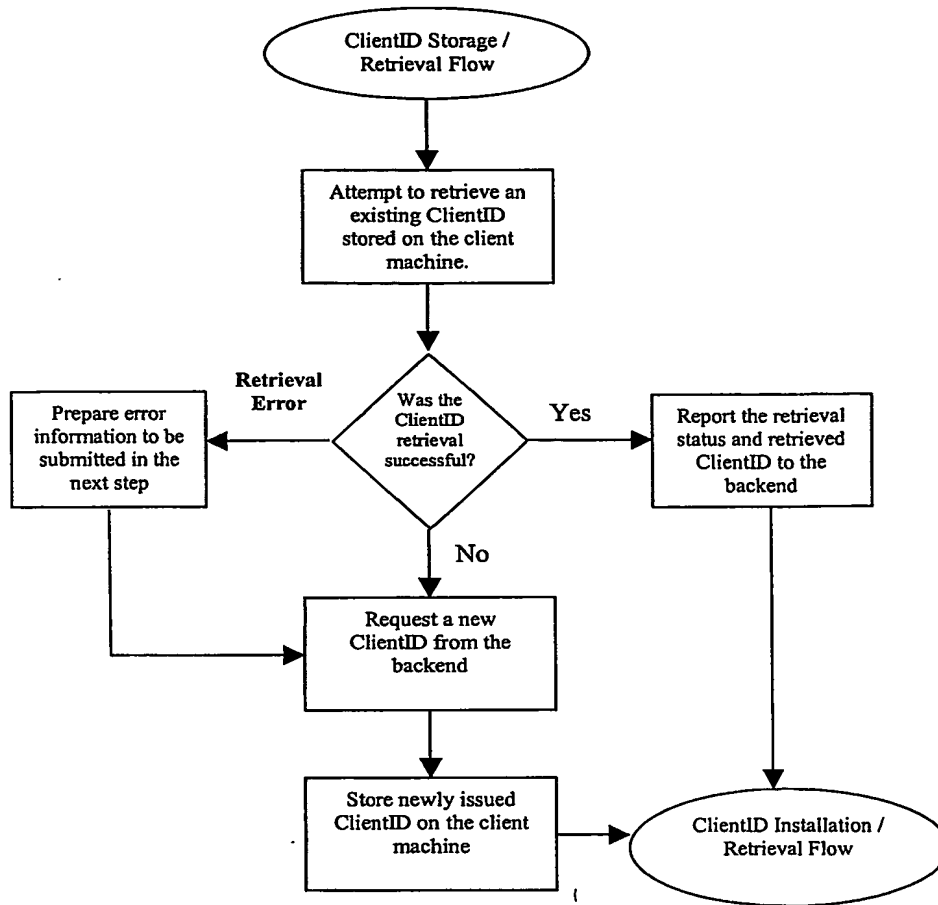 ClientID Storage /
Retrieval Flow
Attempt to retrieve an
existing ClientID
stored on the client
machine.
Retrieval
Error
Was the
ClientID
retrieval
successful?
Yes
Prepare error
information to be
submitted in the
next step
Report the retrieval
status and retrieved
ClientID to the
backend
No
Request a new
ClientID from the
backend
Store newly issued
ClientID on the client
machine
ClientID Installation /
Retrieval Flow